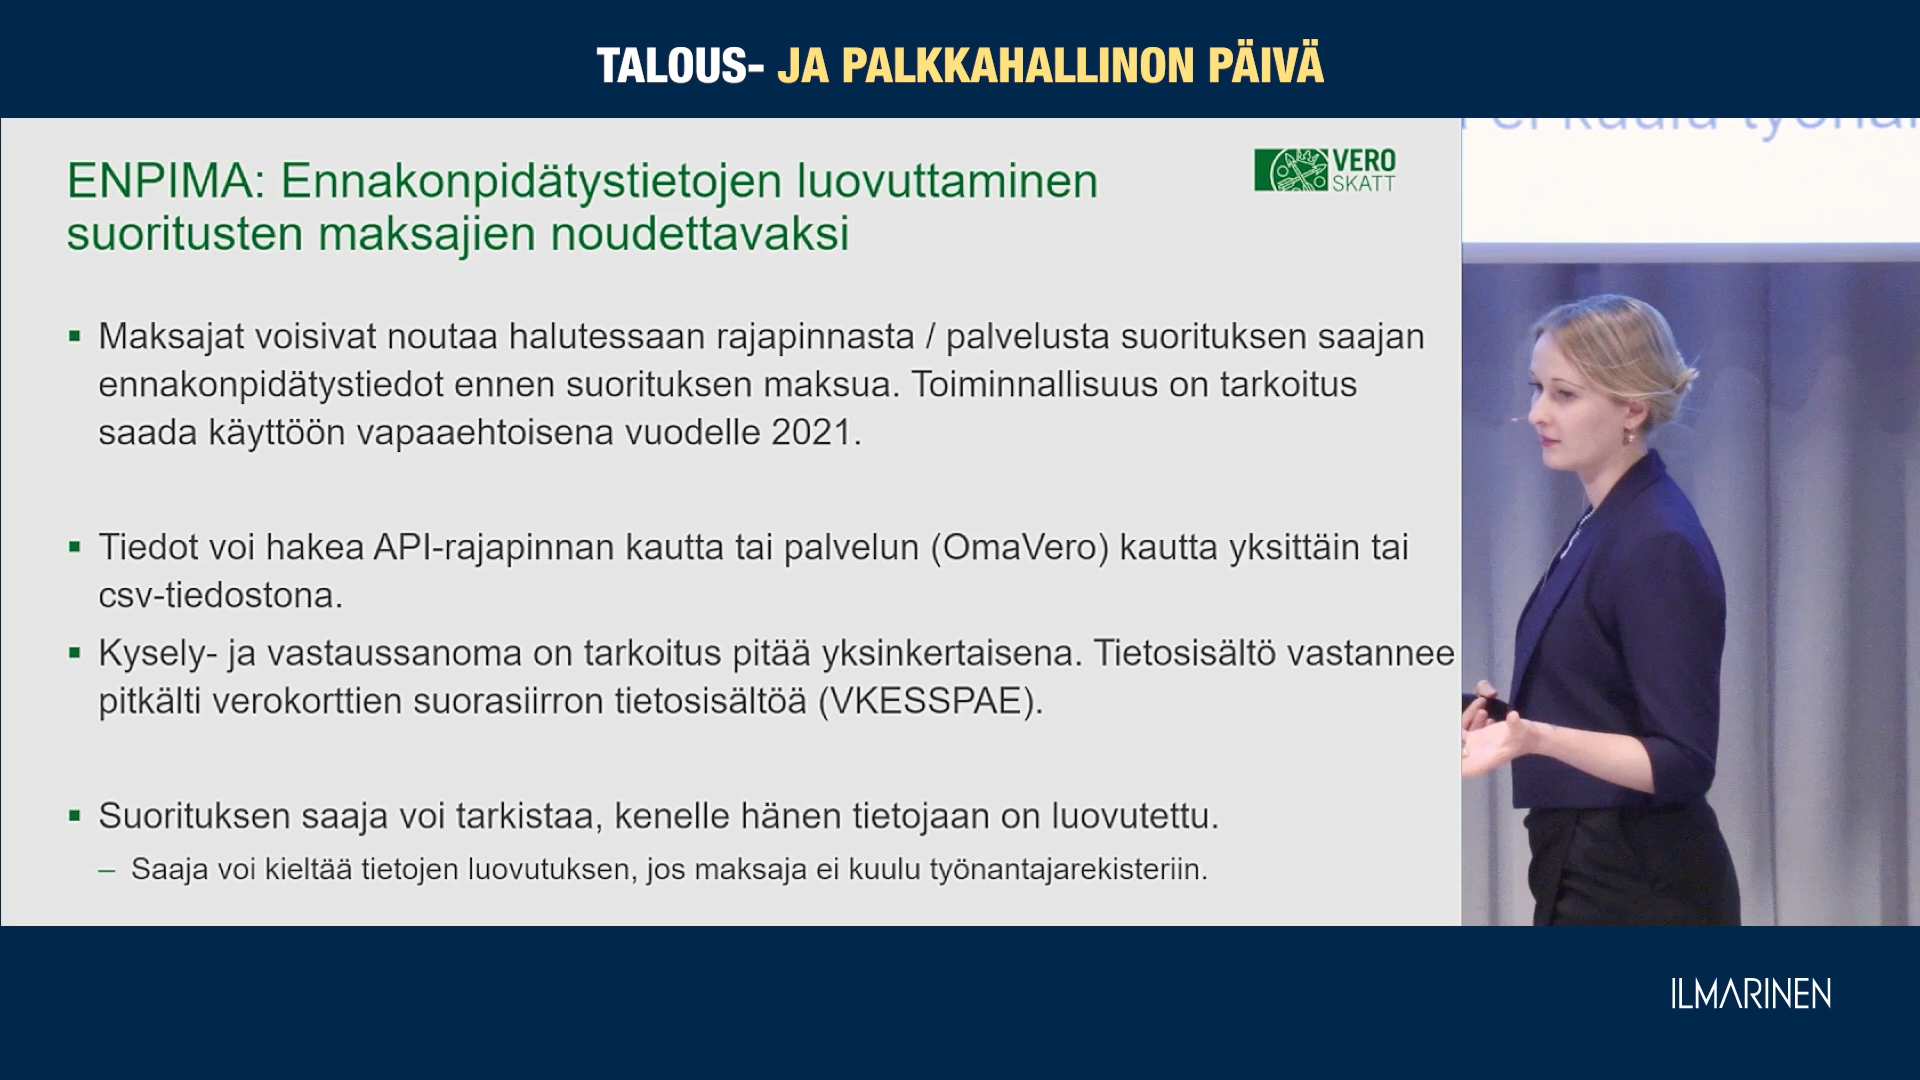 TALOUS- JA PALKKAHALLINON PÄIVÄ
ENPIMA: Ennakonpidätystietojen luovuttaminen
suoritusten maksajien noudettavaksi
VERO
SKATT
▪ Maksajat voisivat noutaa halutessaan rajapinnasta / palvelusta suorituksen saajan
ennakonpidätystiedot ennen suorituksen maksua. Toiminnallisuus on tarkoitus
saada käyttöön vapaaehtoisena vuodelle 2021.
▪ Tiedot voi hakea API-rajapinnan kautta tai palvelun (OmaVero) kautta yksittäin tai
csv-tiedostona.
▪ Kysely- ja vastaussanoma on tarkoitus pitää yksinkertaisena. Tietosisältö vastannee
pitkälti verokorttien suorasiirron tietosisältöä (VKESSPAE).
▪ Suorituksen saaja voi tarkistaa, kenelle hänen tietojaan on luovutettu.
– Saaja voi kieltää tietojen luovutuksen, jos maksaja ei kuulu työnantajarekisteriin.
ei kuulu
ILMARINEN